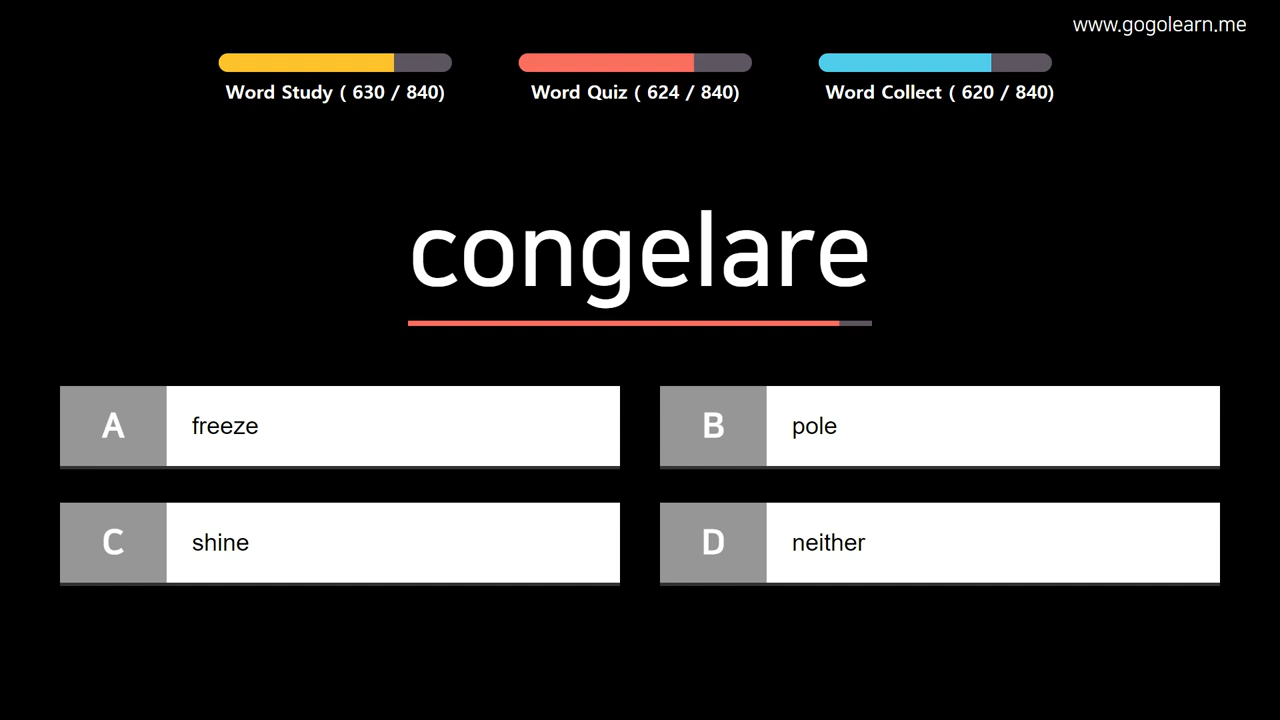 www.gogolearn.me
Word Study ( 630 / 840)
Word Quiz ( 624 / 840)
Word Collect ( 620 / 840)
congelare
A freeze
B pole
C shine
D neither